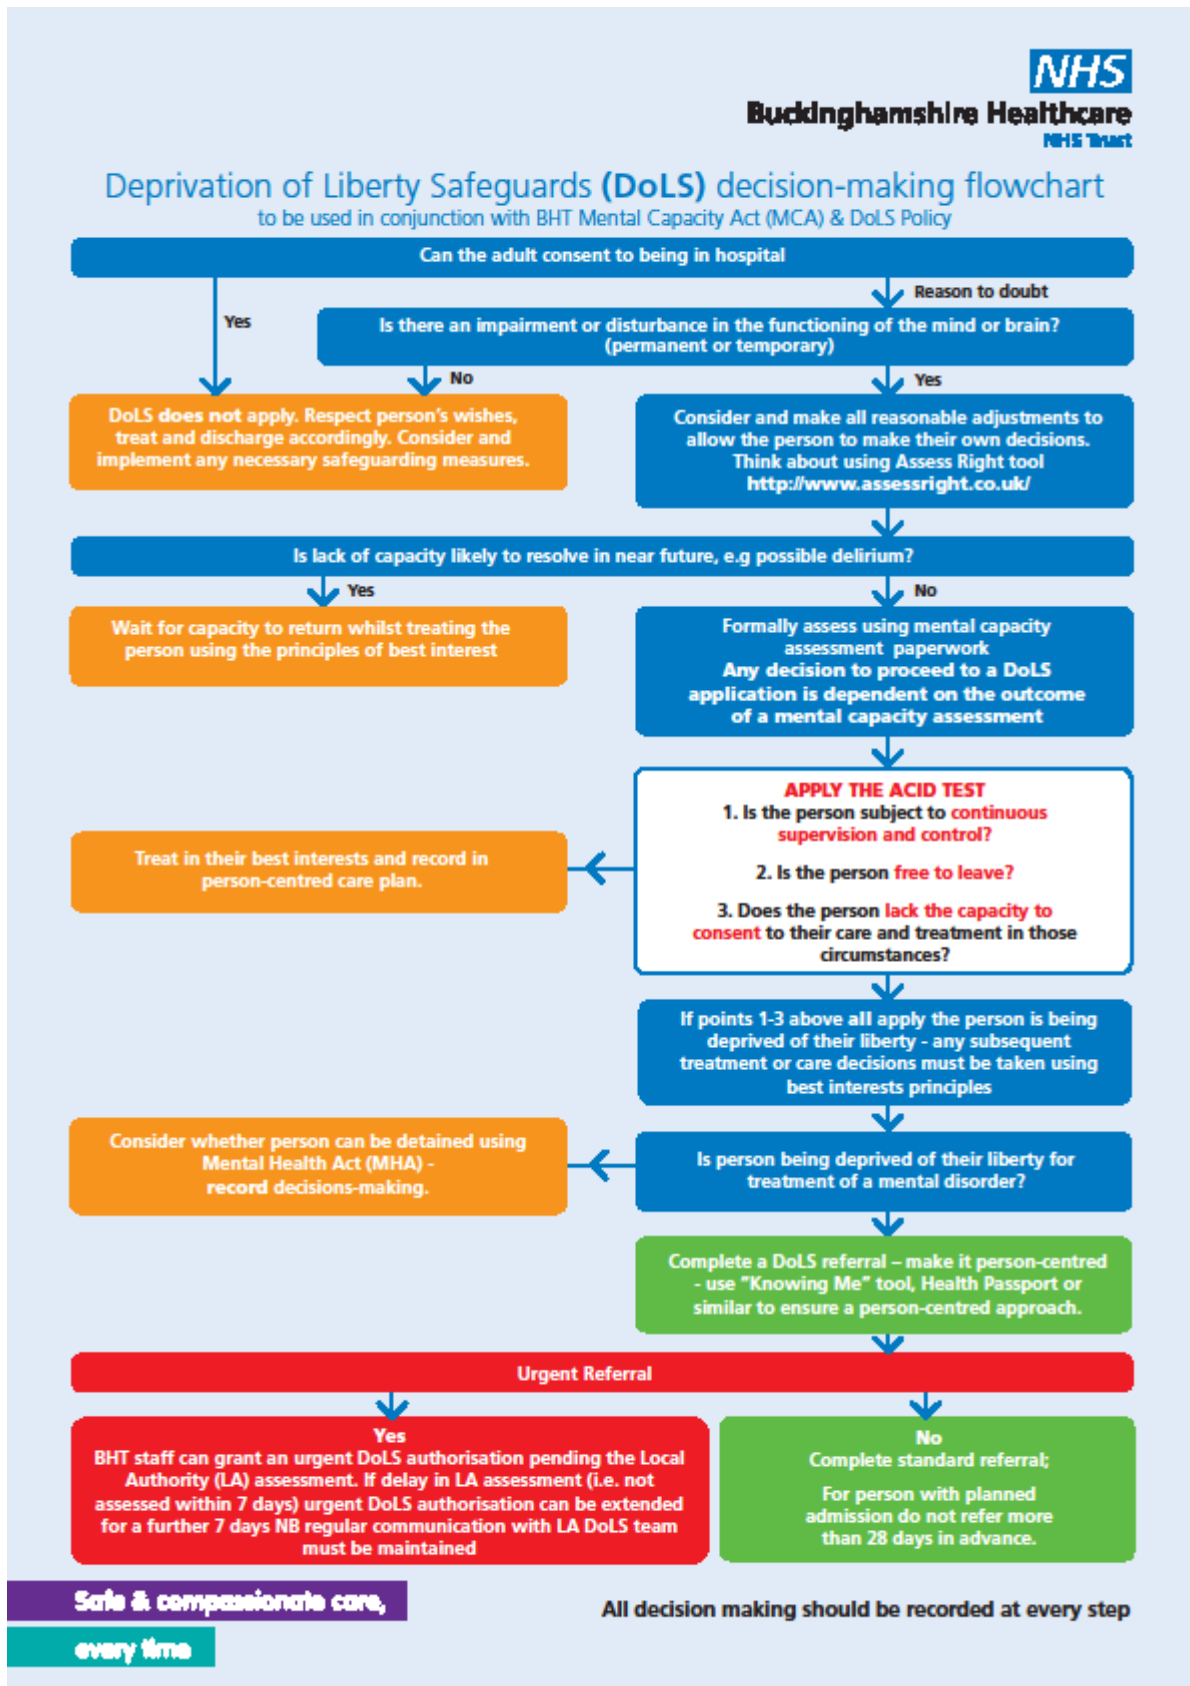 NHS
Buckinghamshire Healthcare
NHS Trust
Deprivation of Liberty Safeguards (DoLS) decision-making flowchart
to be used in conjunction with BHT Mental Capacity Act (MCA) & DoLS Policy
Can the adult consent to being in hospital
Reason to doubt
Yes
Is there an impairment or disturbance in the functioning of the mind or brain?
(permanent or temporary)
No
Yes
DoLS does not apply. Respect person's wishes,
treat and discharge accordingly. Consider and
implement any necessary safeguarding measures.
Consider and make all reasonable adjustments to
allow the person to make their own decisions.
Think about using Assess Right tool
http://www.assessright.co.uk/
Is lack of capacity likely to resolve in near future, e.g possible delirium?
Yes
No
Wait for capacity to return whilst treating the
person using the principles of best interest
Formally assess using mental capacity
assessment paperwork
Any decision to proceed to a DoLS
application is dependent on the outcome
of a mental capacity assessment
APPLY THE ACID TEST
1. Is the person subject to continuous
supervision and control?
2. Is the person free to leave?
3. Does the person lack the capacity to
consent to their care and treatment in those
circumstances?
Treat in their best interests and record in
person-centred care plan.
If points 1-3 above all apply the person is being
deprived of their liberty - any subsequent
treatment or care decisions must be taken using
best interests principles
Consider whether person can be detained using
Mental Health Act (MHA) -
record decisions-making.
Is person being deprived of their liberty for
treatment of a mental disorder?
Complete a DoLS referral – make it person-centred
- use "Knowing Me" tool, Health Passport or
similar to ensure a person-centred approach.
Urgent Referral
Yes
BHT staff can grant an urgent DoLS authorisation pending the Local
Authority (LA) assessment. If delay in LA assessment (i.e. not
assessed within 7 days) urgent DoLS authorisation can be extended
for a further 7 days NB regular communication with LA DoLS team
must be maintained
No
Complete standard referral;
For person with planned
admission do not refer more
than 28 days in advance.
Safe & compassionate care,
every time
All decision making should be recorded at every step